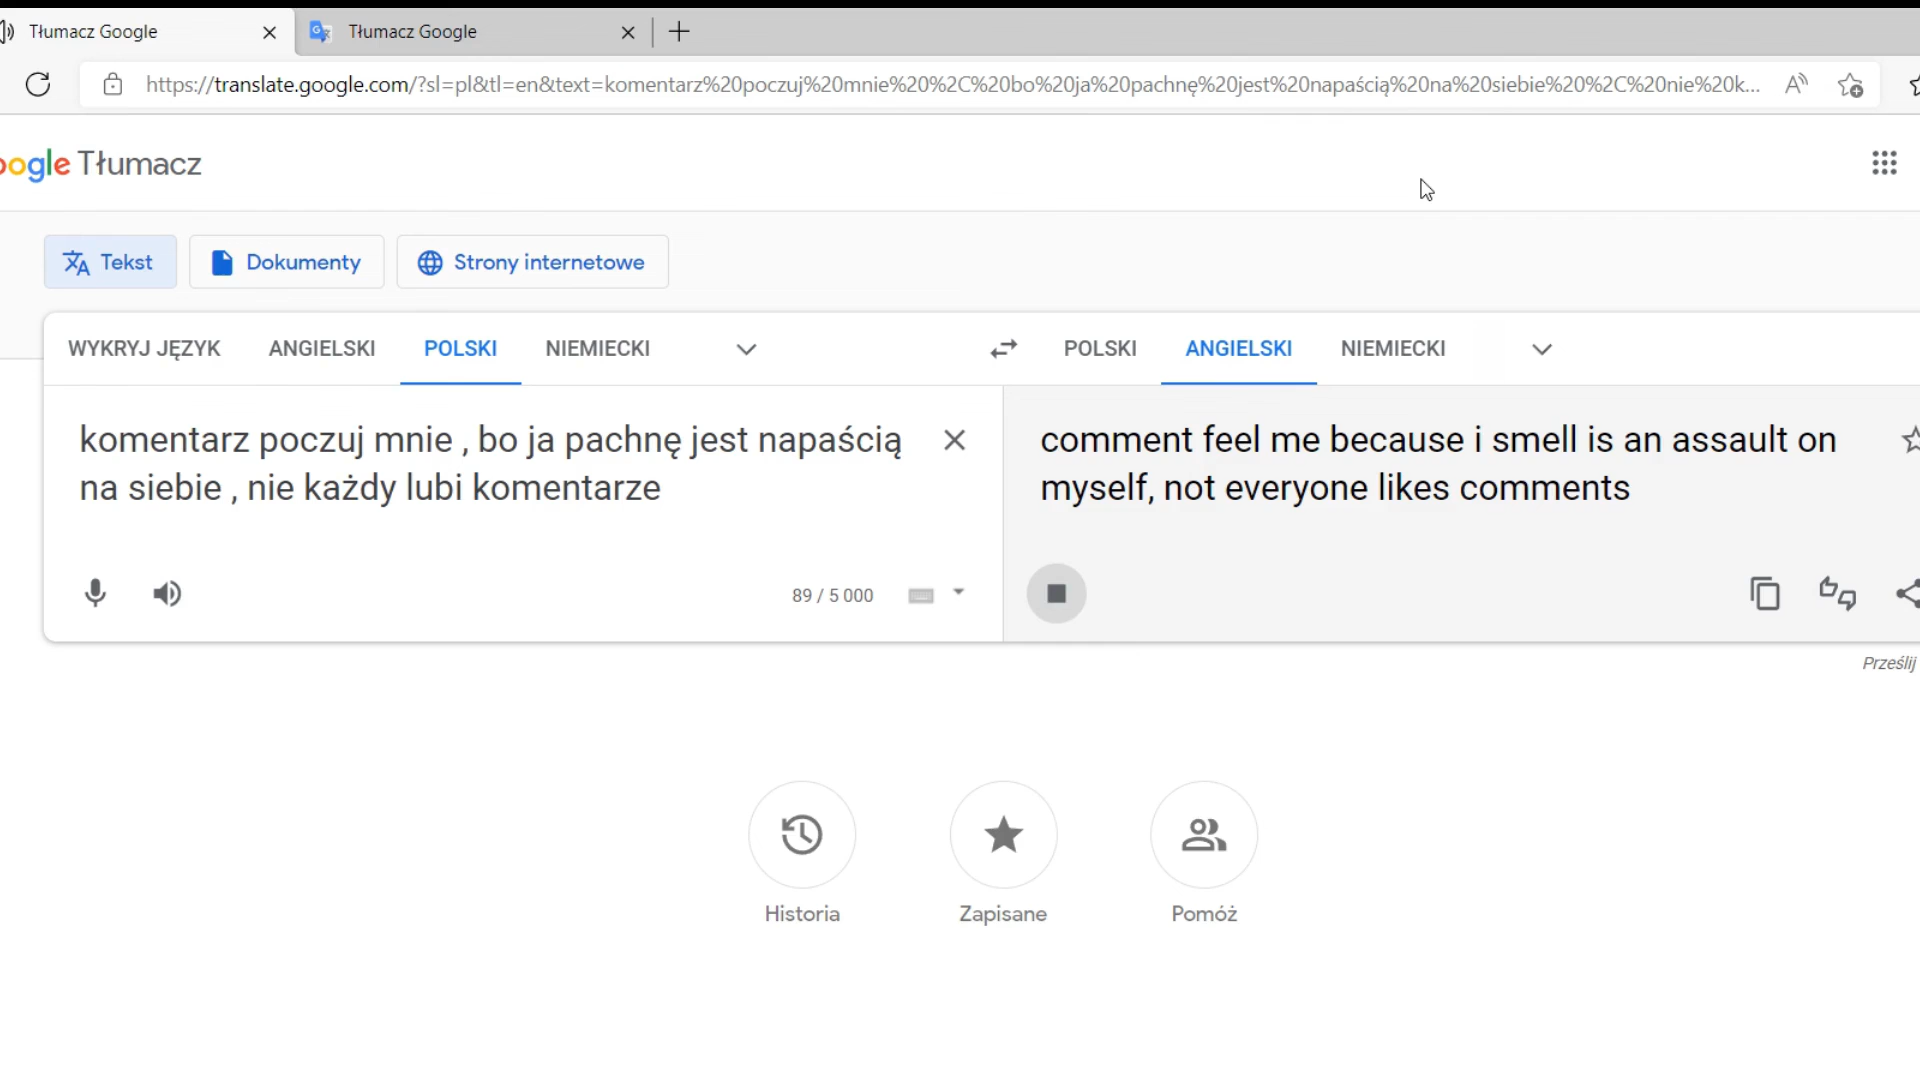 Tłumacz Google
Tłumacz Google
https://translate.google.com/?sl=pl&tl=en&text=komentarz%20poczuj%20mnie%20%2C%20bo%20ja%20pachnę%20jest%20napaścią%20na%20siebie%20%2C%20nie%20k...
oogle Tłumacz
Tekst
Dokumenty
Strony internetowe
WYKRYJ JĘZYK
ANGIELSKI
POLSKI
NIEMIECKI
POLSKI
ANGIELSKI
NIEMIECKI
komentarz poczuj mnie , bo ja pachnę jest napaścią
na siebie , nie każdy lubi komentarze
89 / 5 000
comment feel me because i smell is an assault on
myself, not everyone likes comments
Prześlij
Historia
Zapisane
Pomóż